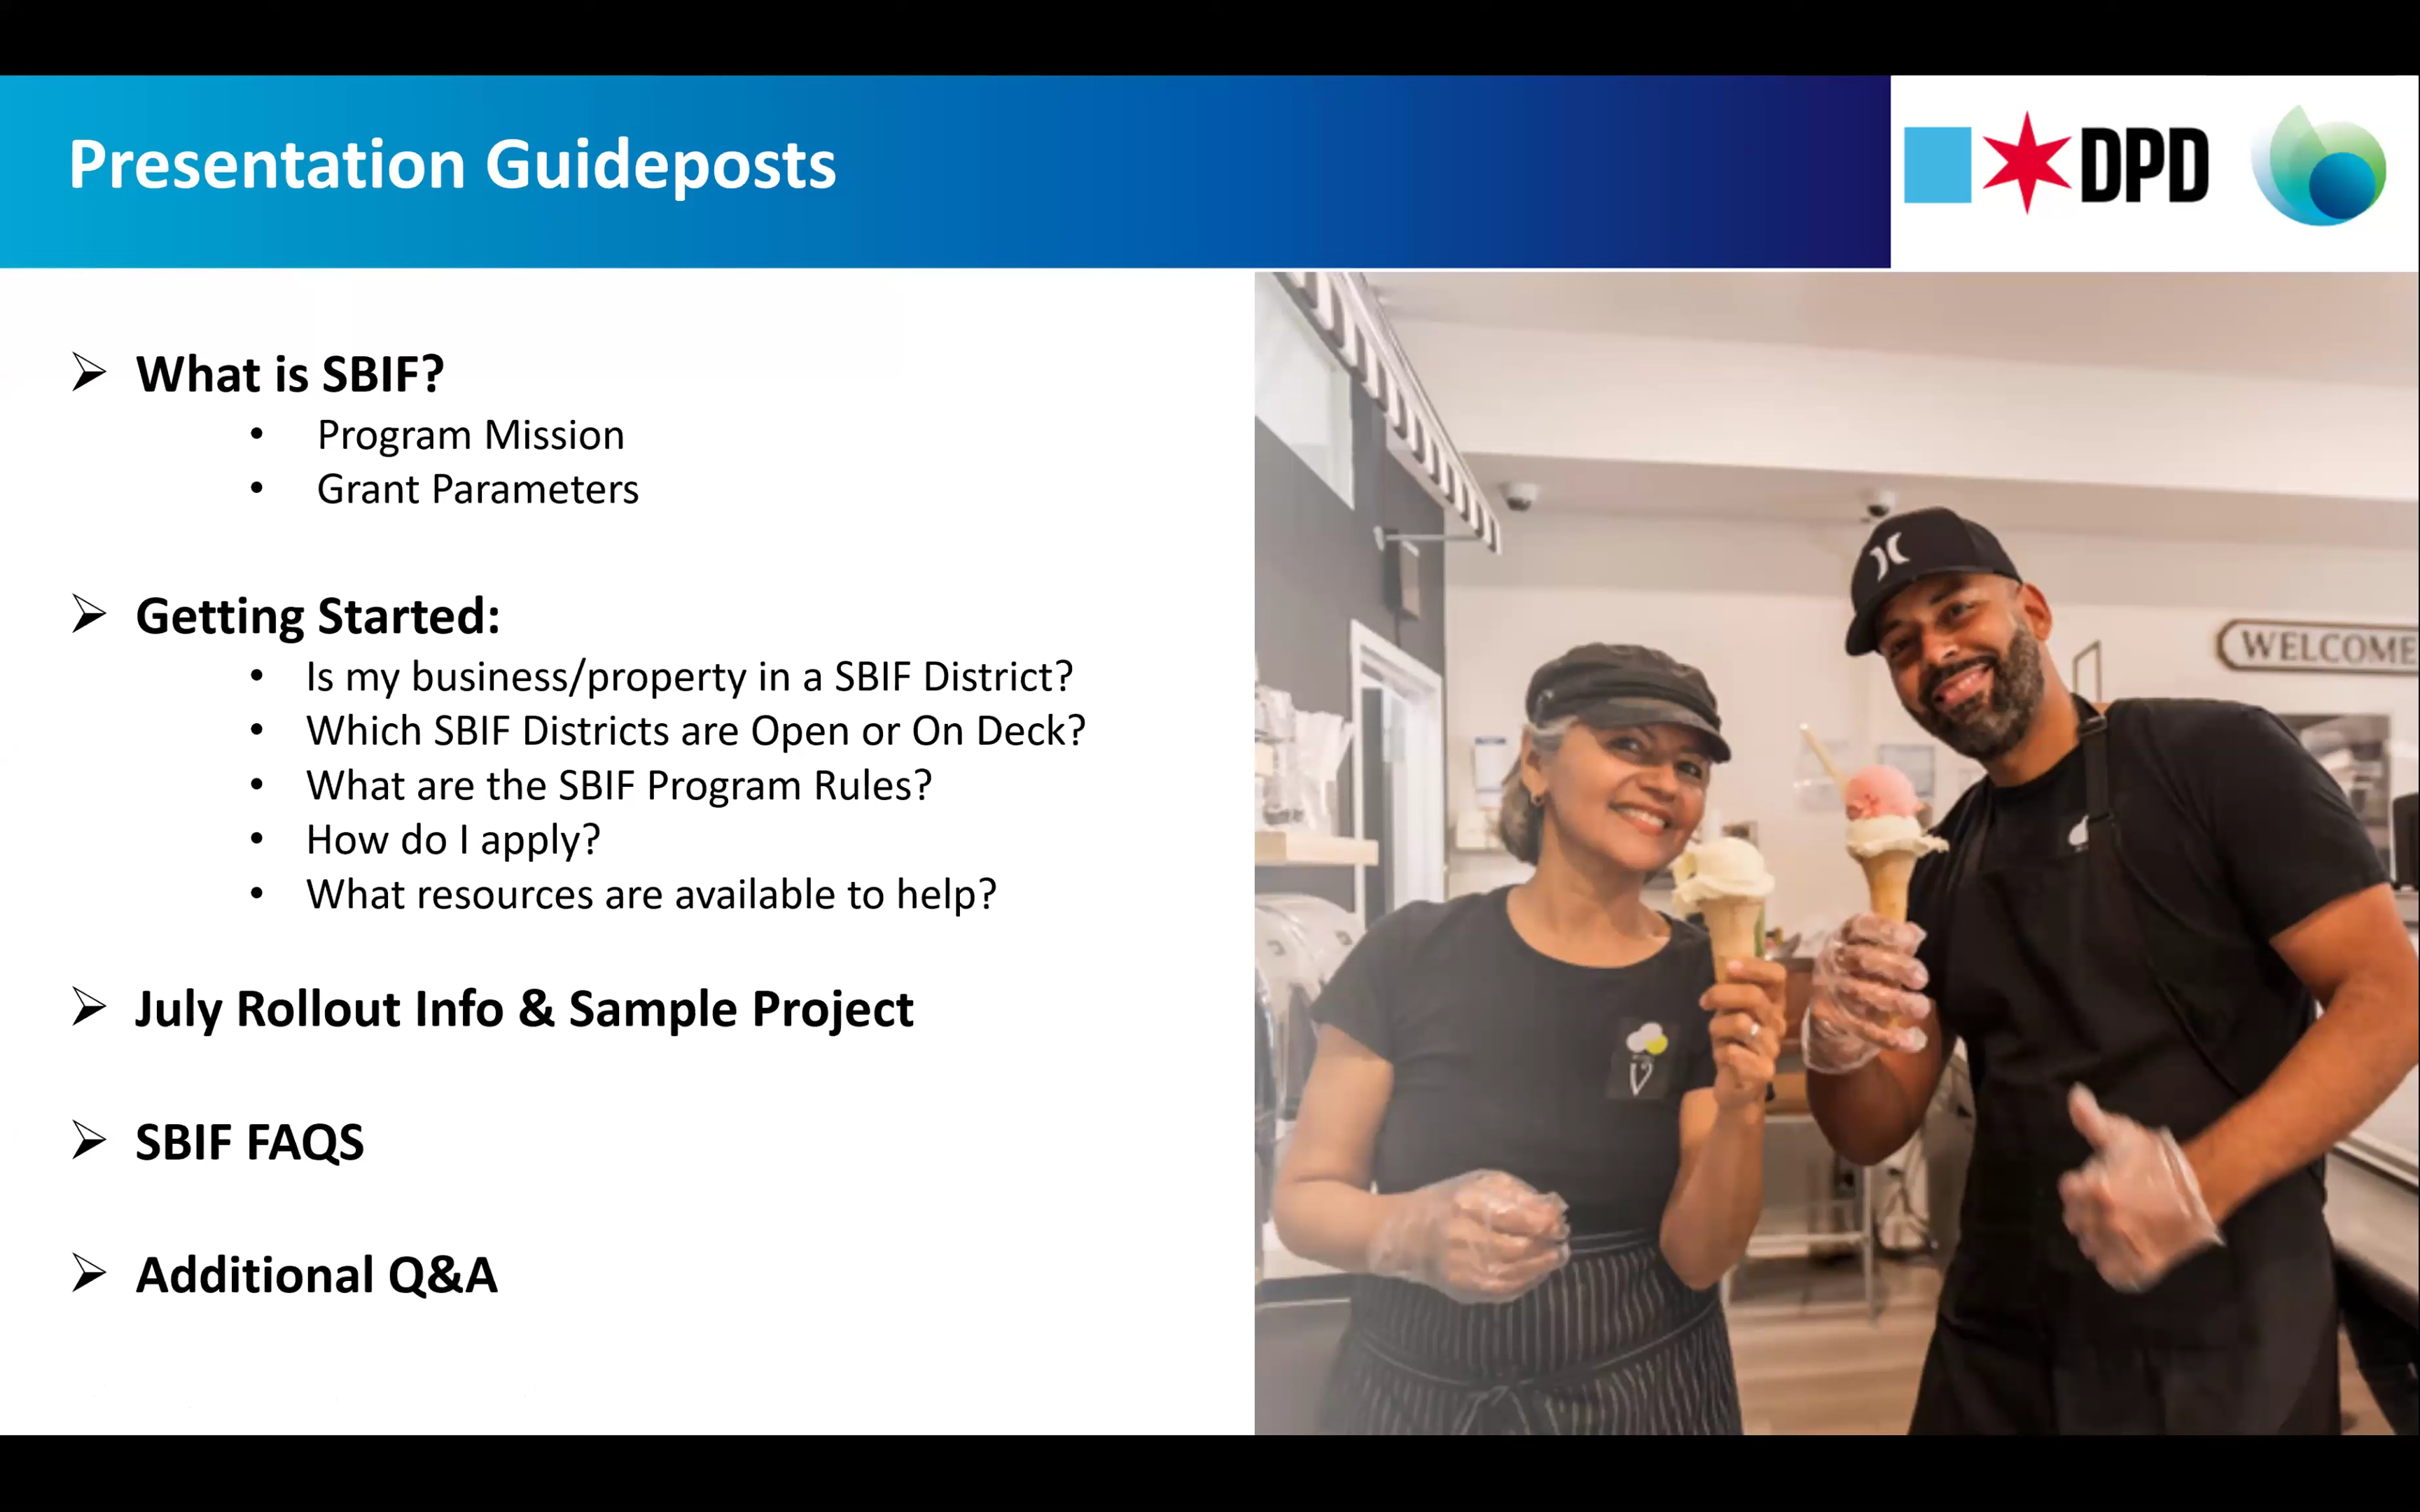 Presentation Guideposts
DPD
➢ What is SBIF?
• Program Mission
• Grant Parameters
➢ Getting Started:
• Is my business/property in a SBIF District?
• Which SBIF Districts are Open or On Deck?
• What are the SBIF Program Rules?
• How do I apply?
• What resources are available to help?
➢ July Rollout Info & Sample Project
➢ SBIF FAQS
➢ Additional Q&A
WELCOME